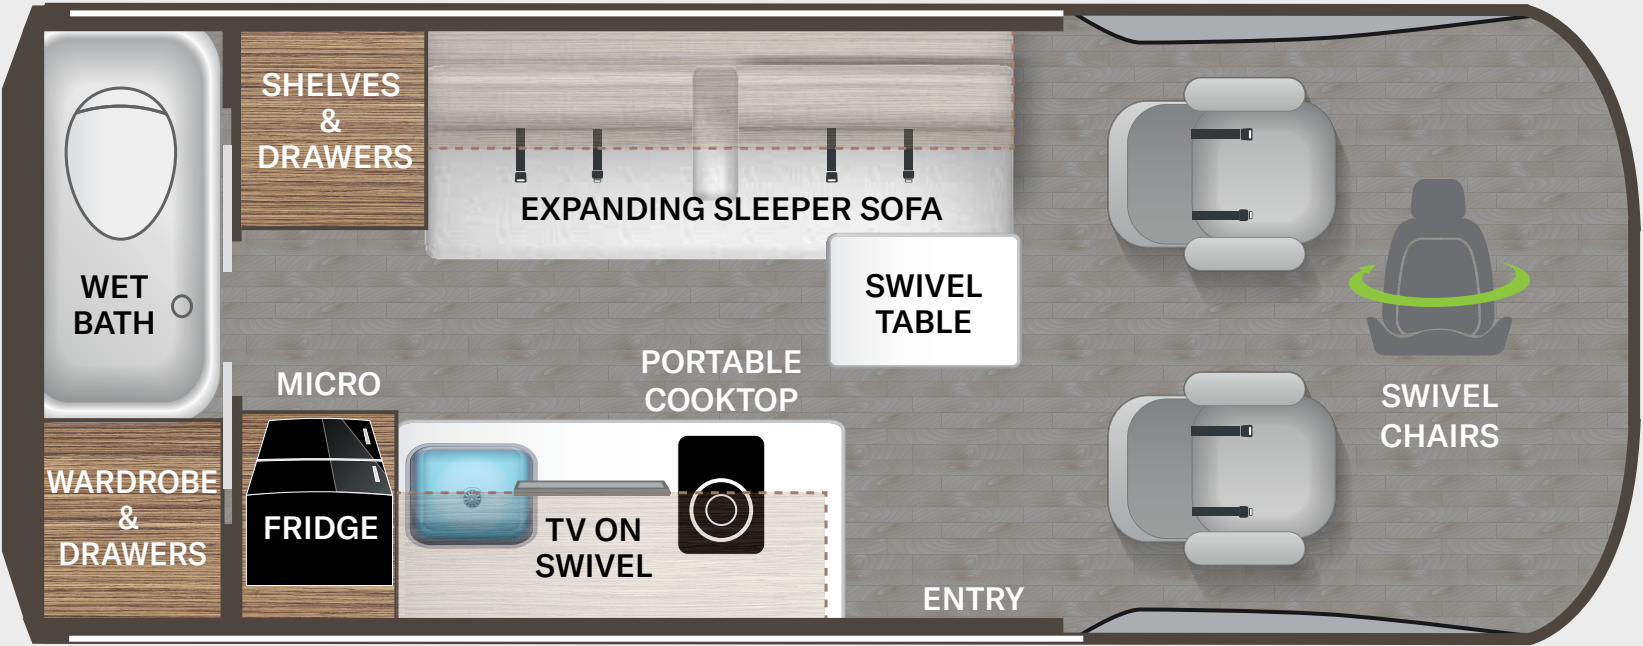 SHELVES
&
DRAWERS
EXPANDING SLEEPER SOFA
WET
BATH
SWIVEL
TABLE
MICRO
PORTABLE
COOKTOP
SWIVEL
CHAIRS
WARDROBE
&
DRAWERS
FRIDGE
TV ON
SWIVEL
ENTRY